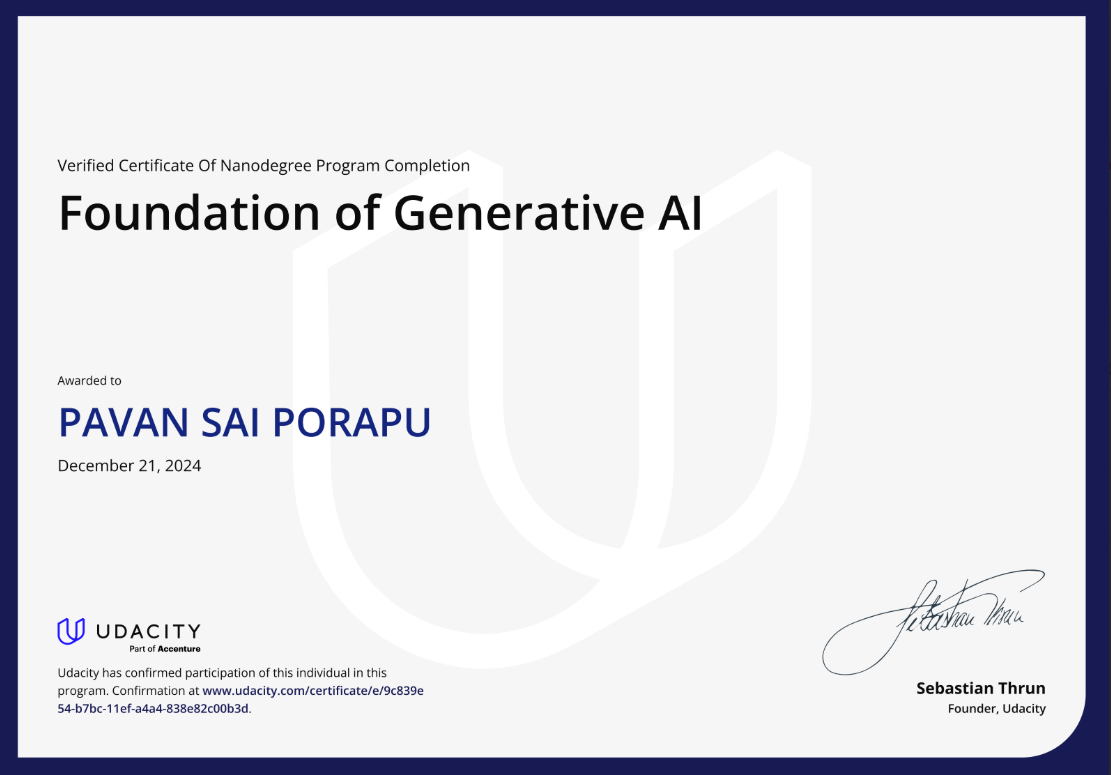 Verified Certificate Of Nanodegree Program Completion
Foundation of Generative AI
Awarded to
PAVAN SAI PORAPU
December 21, 2024
UDACITY
Part of Accenture
Udacity has confirmed participation of this individual in this
program. Confirmation at www.udacity.com/certificate/e/9c839e
54-b7bc-11ef-a4a4-838e82c00b3d.
Sebastian Thrun
Sebastian Thrun
Founder, Udacity